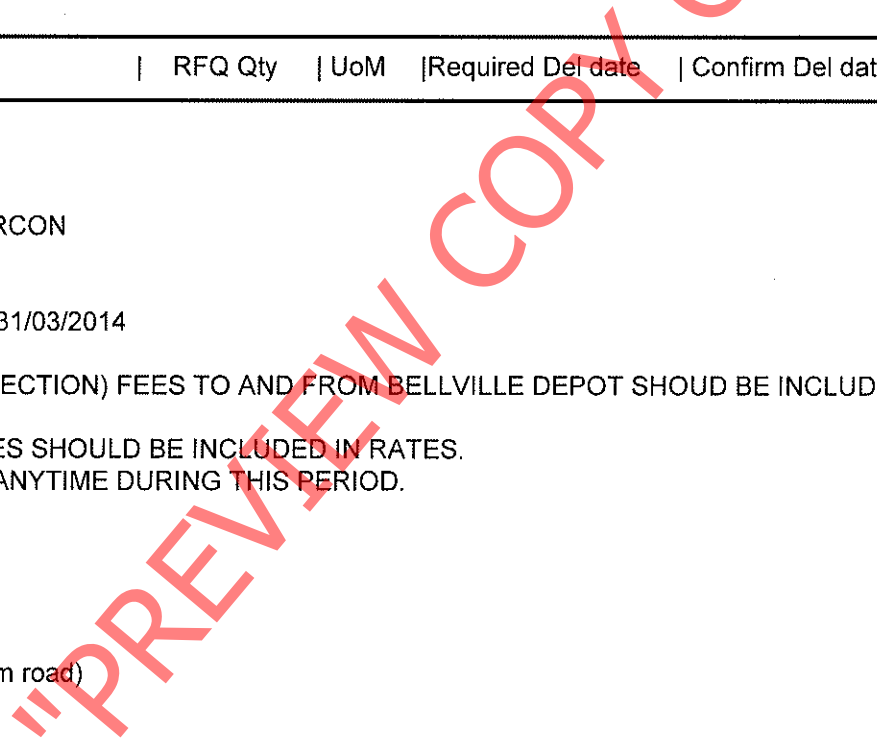 | RFQ Qty | UoM |Required Del date | Confirm Del dat
RCON
31/03/2014
ECTION) FEES TO AND FROM BELLVILLE DEPOT SHOUD BE INCLUD
ES SHOULD BE INCLUDED IN RATES.
ANYTIME DURING THIS PERIOD.
m road)
"PREVIEW COPY